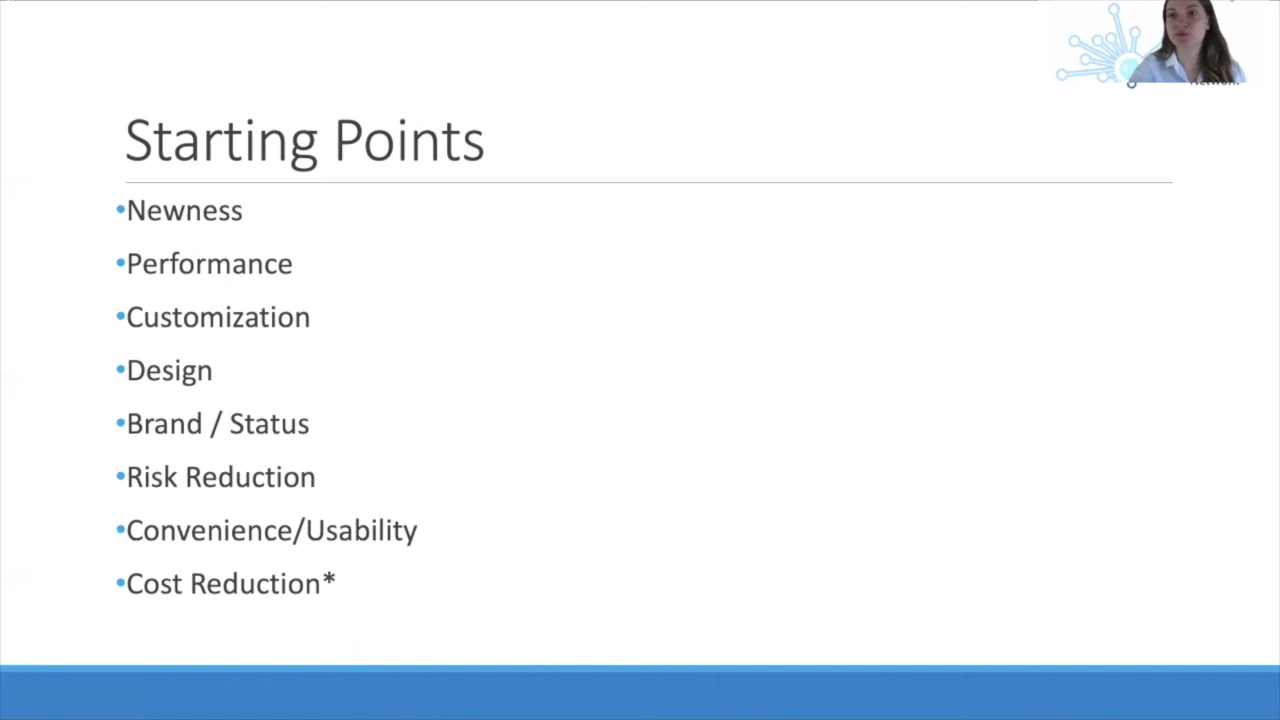 Starting Points
•Newness
•Performance
•Customization
•Design
•Brand / Status
•Risk Reduction
•Convenience/Usability
•Cost Reduction*